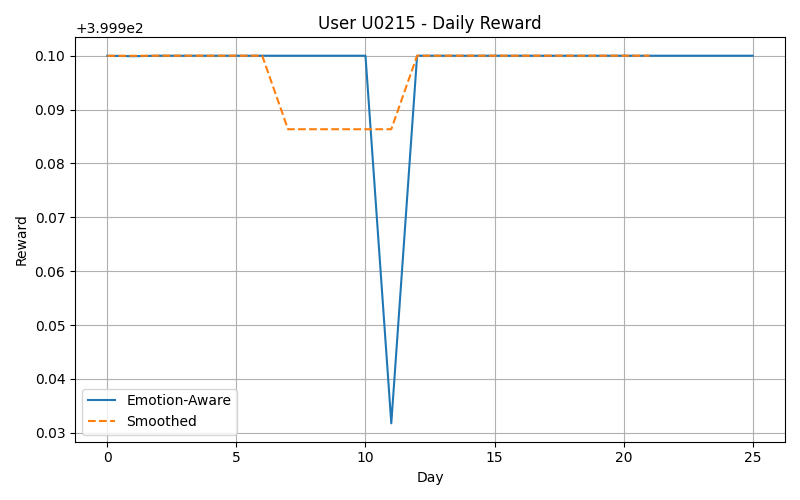 User U0215 - Daily Reward
+3.999e2
0.10
0.09
0.08
0.07
0.06
0.05
0.04
0.03
Reward
Emotion-Aware
Smoothed
0 5 10 15 20 25
Day